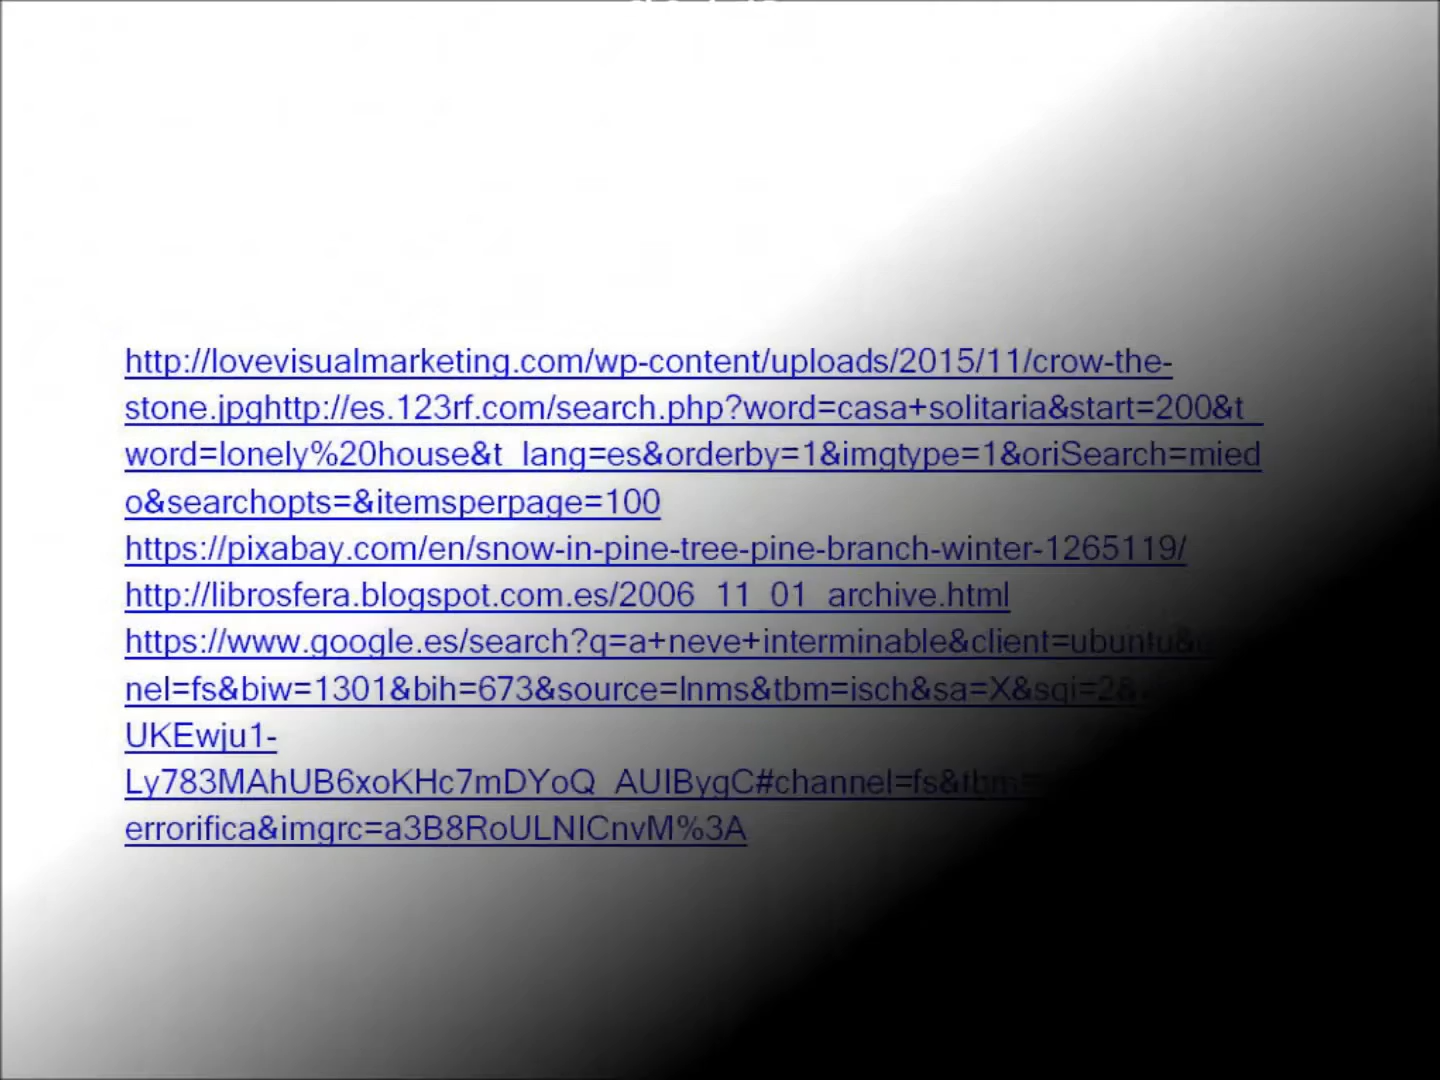 http://lovevisualmarketing.com/wp-content/uploads/2015/11/crow-the-
stone.jpghttp://es.123rf.com/search.php?word=casa+solitaria&start=200&t_
word=lonely%20house&t_lang=es&orderby=1&imgtype=1&oriSearch=mied
o&searchopts=&itemsperpage=100
https://pixabay.com/en/snow-in-pine-tree-pine-branch-winter-1265119/
http://librosfera.blogspot.com.es/2006_11_01_archive.html
https://www.google.es/search?q=a+neve+interminable&client=ubuntu&
nel=fs&biw=1301&bih=673&source=lnms&tbm=isch&sa=X&sqi=2&
UKEwju1-
Ly783MAhUB6xoKHc7mDYoQ_AUIBygC#channel=fs&tbm=
errorifica&imgrc=a3B8RoULNICnvM%3A